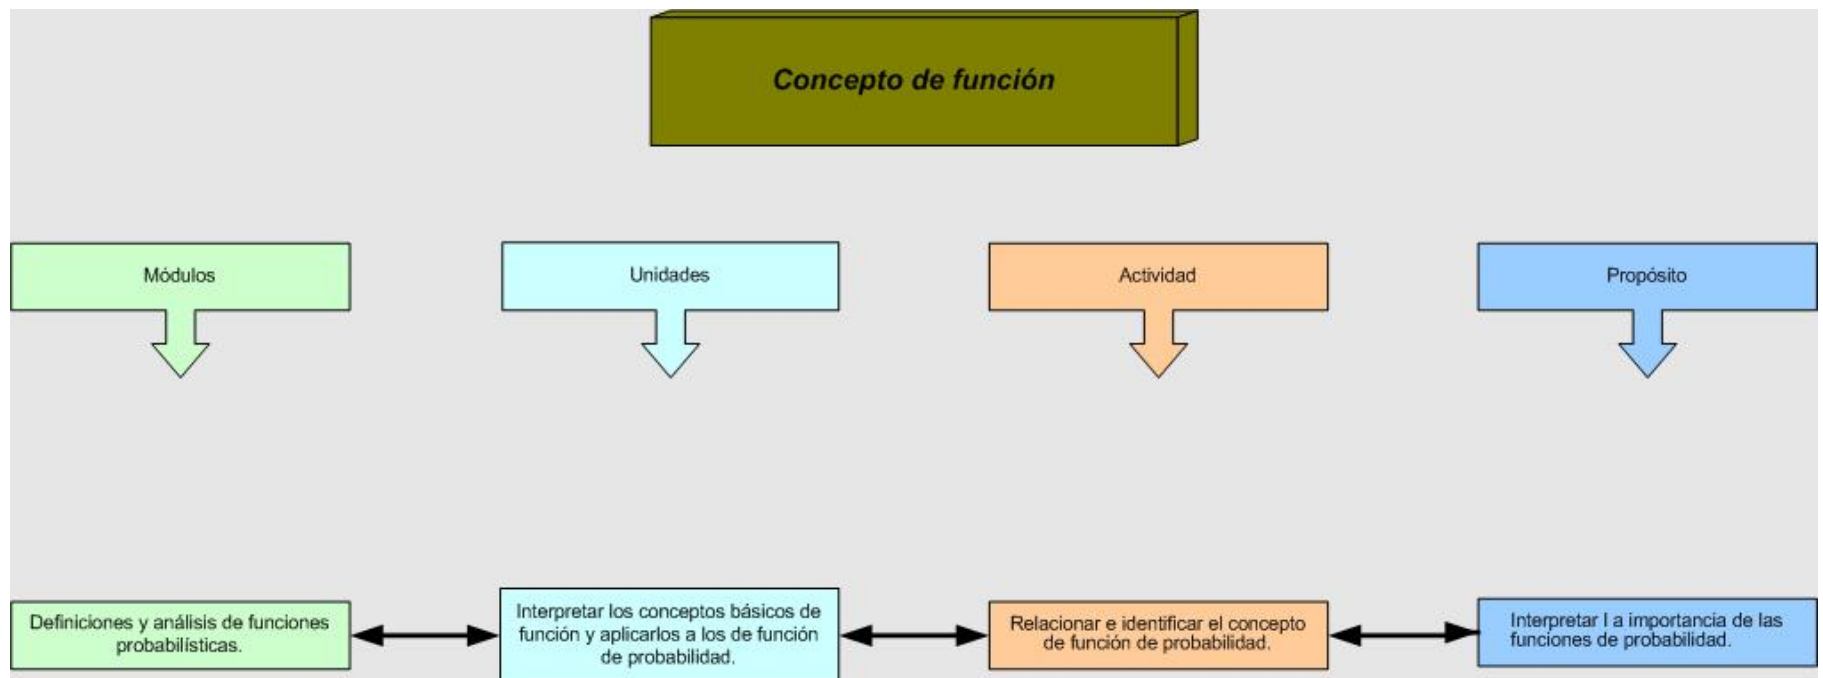 Concepto de función
Módulos
Unidades
Actividad
Propósito
Definiciones y análisis de funciones
probabilísticas.
Interpretar los conceptos básicos de
función y aplicarlos a los de función
de probabilidad.
Relacionar e identificar el concepto
de función de probabilidad.
Interpretar l a importancia de las
funciones de probabilidad.